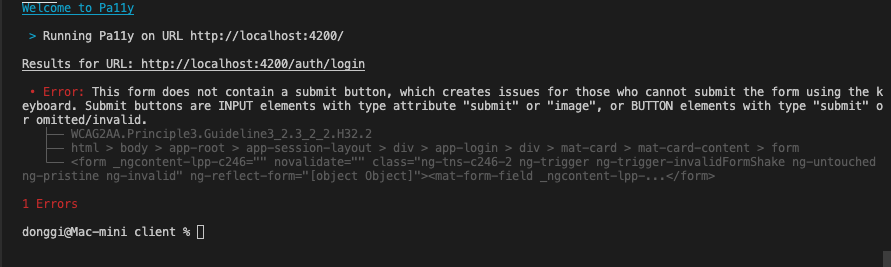 Welcome to Pa11y
> Running Pa11y on URL http://localhost:4200/
Results for URL: http://localhost:4200/auth/login
• Error: This form does not contain a submit button, which creates issues for those who cannot submit the form using the k
eyboard. Submit buttons are INPUT elements with type attribute "submit" or "image", or BUTTON elements with type "submit" o
r omitted/invalid.
├── WCAG2AA.Principle3.Guideline3_2.3_2_2.H32.2
├── html > body > app-root > app-session-layout > div > app-login > div > mat-card > mat-card-content > form
└── <form _ngcontent-lpp-c246="" novalidate="" class="ng-tns-c246-2 ng-trigger ng-trigger-invalidFormShake ng-untouched
ng-pristine ng-invalid" ng-reflect-form="[object Object]"><mat-form-field _ngcontent-lpp-...</form>
1 Errors
donggi@Mac-mini client %